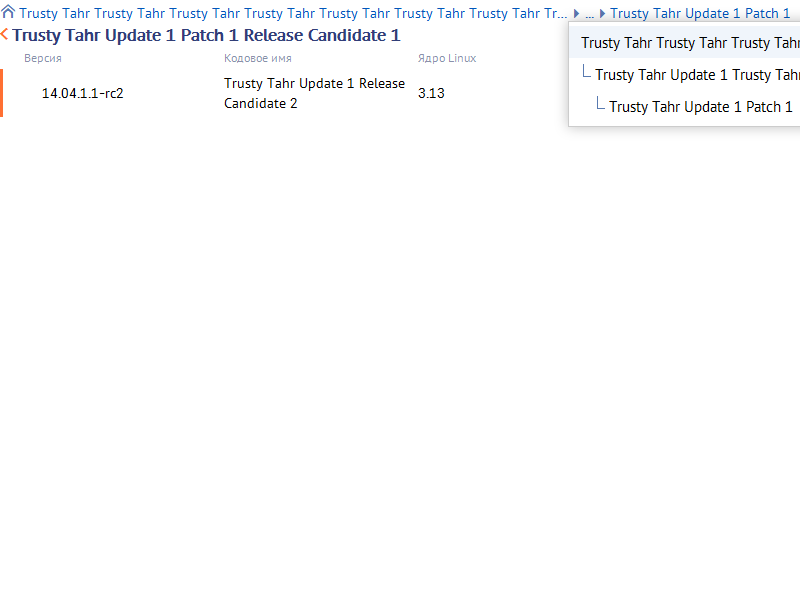 Trusty Tahr Trusty Tahr Trusty Tahr Trusty Tahr Trusty Tahr Trusty Tahr Trusty Tahr Tr... ... Trusty Tahr Update 1 Patch 1
Trusty Tahr Update 1 Patch 1 Release Candidate 1
Trusty Tahr Trusty Tahr Trusty Tahr
Версия Кодовое имя Ядро Linux
Trusty Tahr Update 1 Trusty Tahr
14.04.1.1-rc2 Trusty Tahr Update 1 Release Candidate 2 3.13
Trusty Tahr Update 1 Patch 1